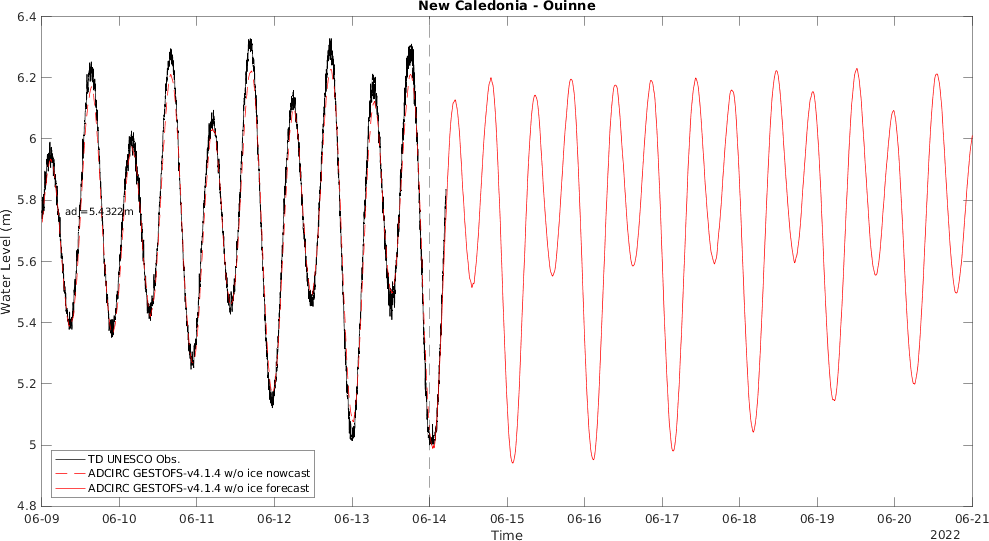 New Caledonia - Ouinne
6.4
6.2
6
5.8
5.6
5.4
5.2
5
4.8
Water Level (m)
adj=5.4322m
TD UNESCO Obs.
ADCIRC GESTOFS-v4.1.4 w/o ice nowcast
ADCIRC GESTOFS-v4.1.4 w/o ice forecast
06-09 06-10 06-11 06-12 06-13 06-14 06-15 06-16 06-17 06-18 06-19 06-20 06-21
Time
2022